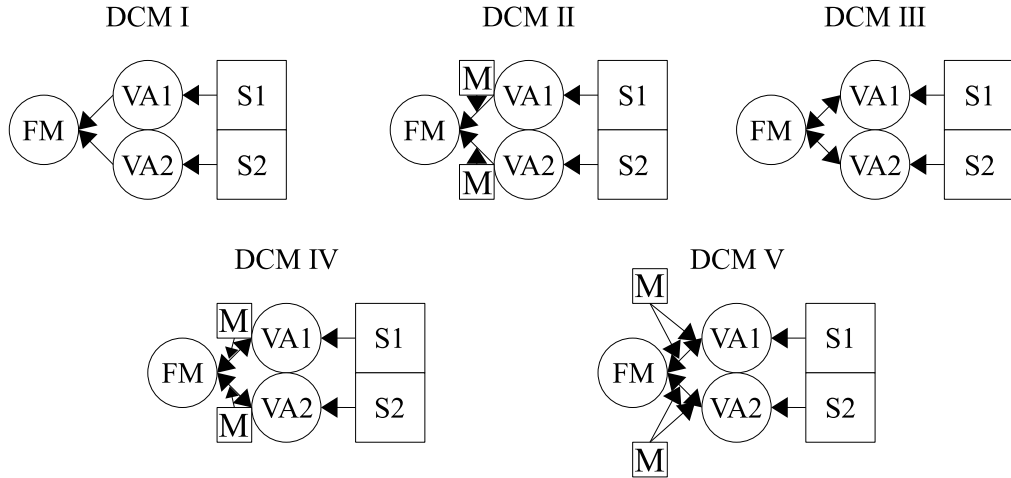 DCM I
DCM II
DCM III
FM
VA1
VA2
S1
S2
M
M
FM
VA1
VA2
S1
S2
FM
VA1
VA2
S1
S2
DCM IV
DCM V
M
M
FM
VA1
VA2
S1
S2
M
M
FM
VA1
VA2
S1
S2